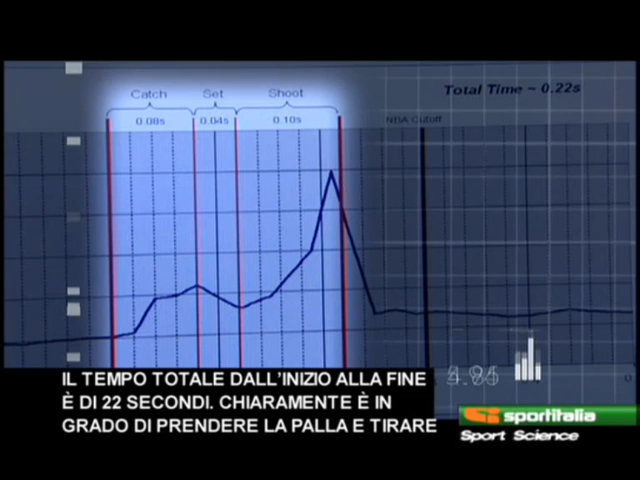 Catch Set Shoot
Total Time ~ 0.22s
0.08s 0.04s 0.10s
NBA Cutoff
IL TEMPO TOTALE DALL'INIZIO ALLA FINE
È DI 22 SECONDI. CHIARAMENTE È IN
GRADO DI PRENDERE LA PALLA E TIRARE
sportitalia
Sport Science